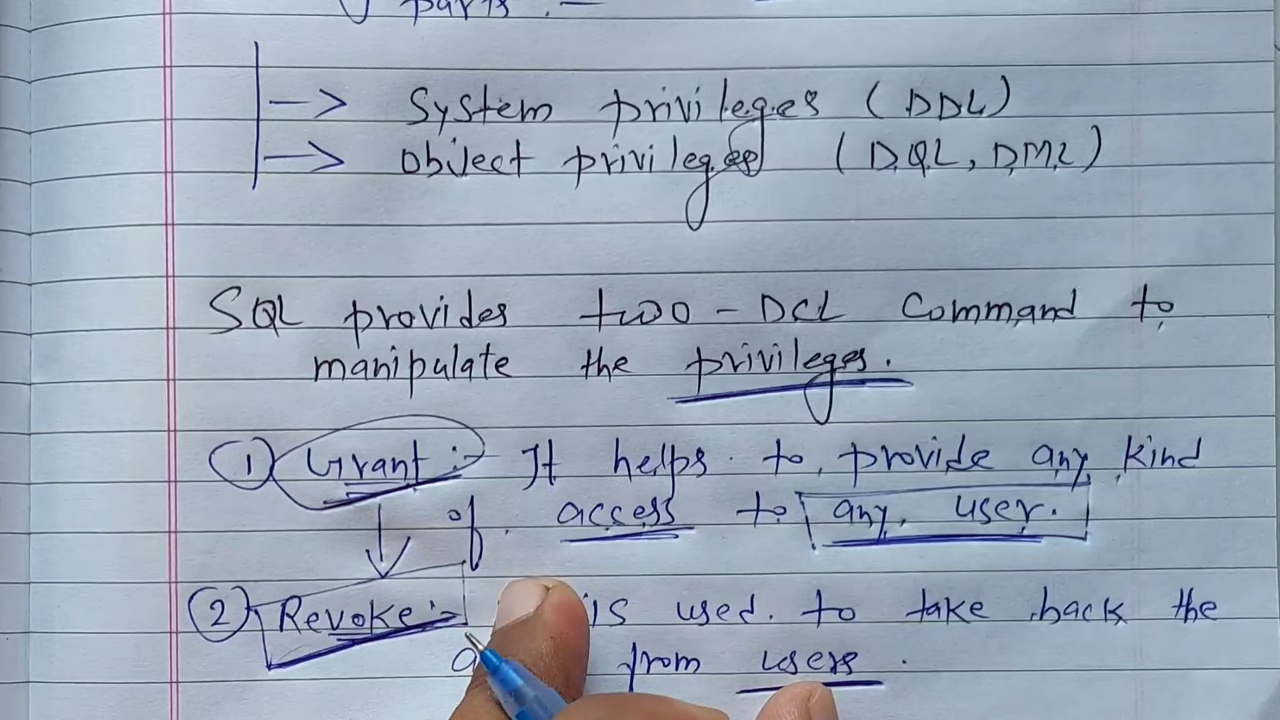 parts :-
→ System privileges (DDL)
→ Object privileges (DQL, DML)
SQL provides two - DCL Command to
manipulate the privileges.
① Grant :- It helps to provide any kind
of access to any user.
② Revoke :- is used to take back the
from users.